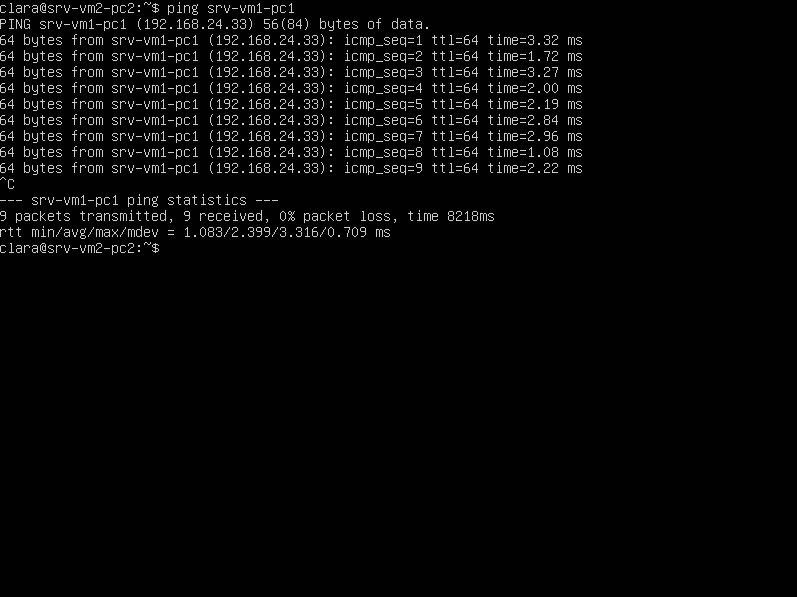 clara@srv-vm2-pc2:~$ ping srv-vm1-pc1
PING srv-vm1-pc1 (192.168.24.33) 56(84) bytes of data.
64 bytes from srv-vm1-pc1 (192.168.24.33): icmp_seq=1 ttl=64 time=3.32 ms
64 bytes from srv-vm1-pc1 (192.168.24.33): icmp_seq=2 ttl=64 time=1.72 ms
64 bytes from srv-vm1-pc1 (192.168.24.33): icmp_seq=3 ttl=64 time=3.27 ms
64 bytes from srv-vm1-pc1 (192.168.24.33): icmp_seq=4 ttl=64 time=2.00 ms
64 bytes from srv-vm1-pc1 (192.168.24.33): icmp_seq=5 ttl=64 time=2.19 ms
64 bytes from srv-vm1-pc1 (192.168.24.33): icmp_seq=6 ttl=64 time=2.84 ms
64 bytes from srv-vm1-pc1 (192.168.24.33): icmp_seq=7 ttl=64 time=2.96 ms
64 bytes from srv-vm1-pc1 (192.168.24.33): icmp_seq=8 ttl=64 time=1.08 ms
64 bytes from srv-vm1-pc1 (192.168.24.33): icmp_seq=9 ttl=64 time=2.22 ms
^C
--- srv-vm1-pc1 ping statistics ---
9 packets transmitted, 9 received, 0% packet loss, time 8218ms
rtt min/avg/max/mdev = 1.083/2.399/3.316/0.709 ms
clara@srv-vm2-pc2:~$